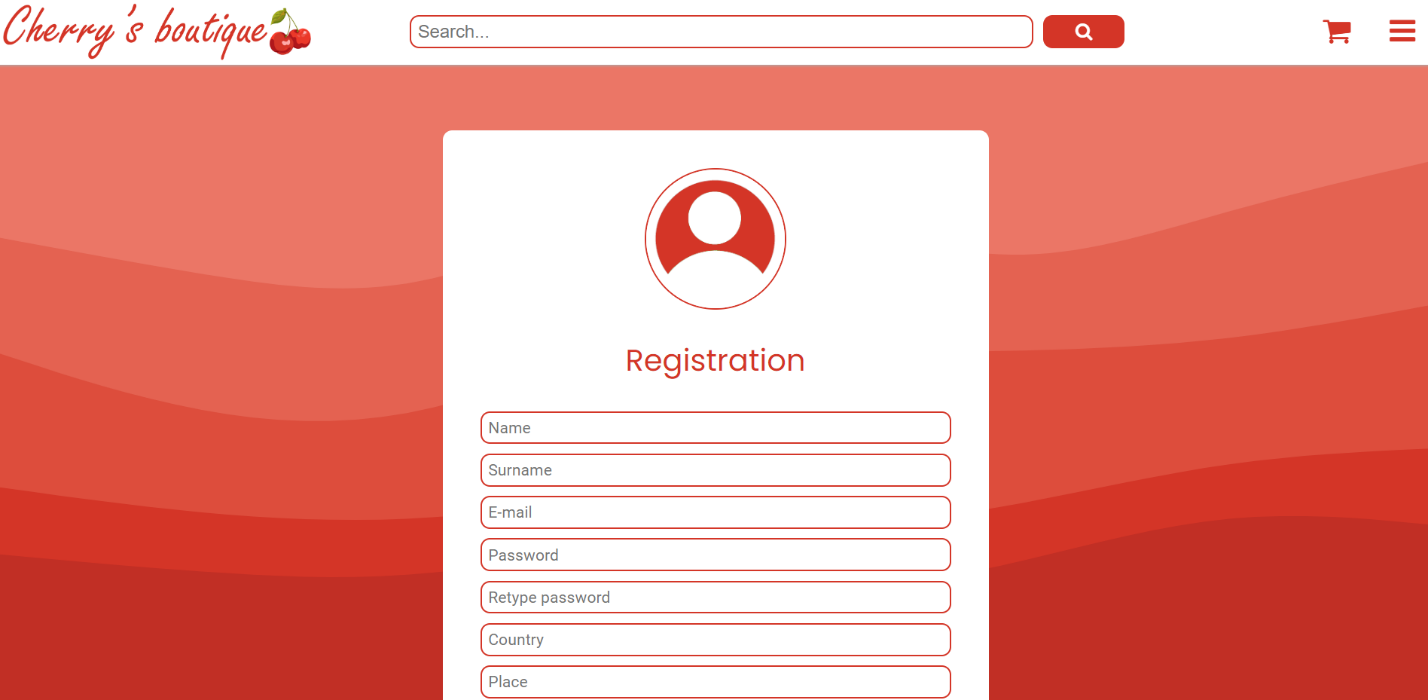 Cherry's boutique
Search...
Registration
Name
Surname
E-mail
Password
Retype password
Country
Place